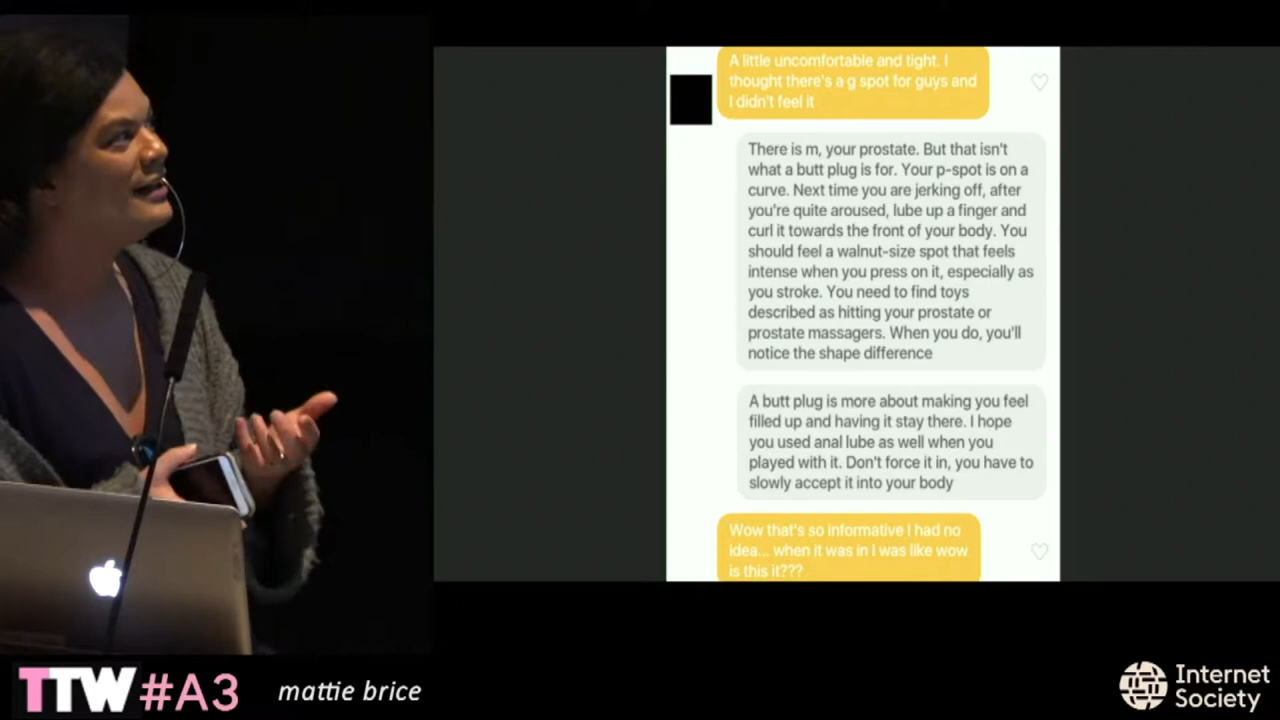 A little uncomfortable and tight. I
thought there's a g spot for guys and
I didn't feel it
There is m, your prostate. But that isn't
what a butt plug is for. Your p-spot is on a
curve. Next time you are jerking off, after
you're quite aroused, lube up a finger and
curl it towards the front of your body. You
should feel a walnut-size spot that feels
intense when you press on it, especially as
you stroke. You need to find toys
described as hitting your prostate or
prostate massagers. When you do, you'll
notice the shape difference
A butt plug is more about making you feel
filled up and having it stay there. I hope
you used anal lube as well when you
played with it. Don't force it in, you have to
slowly accept it into your body
Wow that's so informative I had no
idea... when it was in I was like wow
is this it???
TTW#A3
mattie brice
Internet
Society